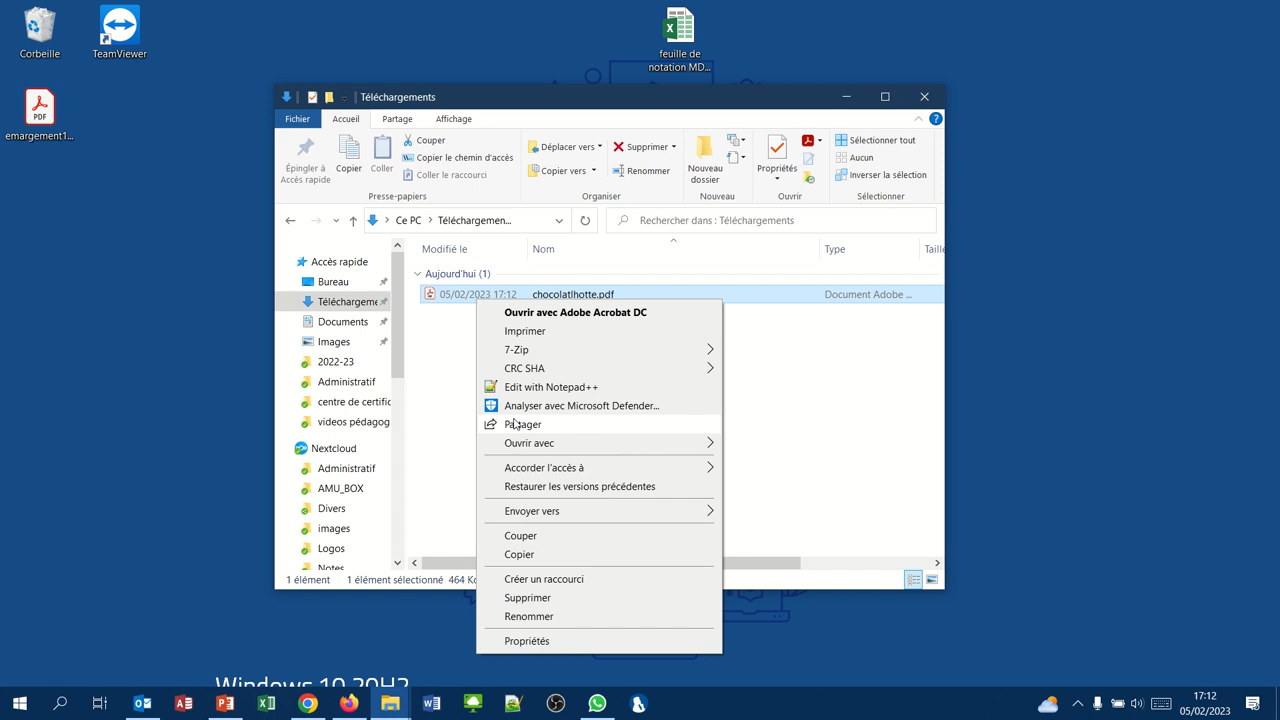 Corbeille
TeamViewer
feuille de
notation MD...
PDF
emargement1...
Téléchargements
Fichier
Accueil
Partage
Affichage
Épingler à
Accès rapide
Copier
Coller
Couper
Copier le chemin d'accès
Coller le raccourci
Presse-papiers
Déplacer vers
Copier vers
Supprimer
Renommer
Organiser
Nouveau
dossier
Nouveau
Propriétés
Ouvrir
Sélectionner tout
Aucun
Inverser la sélection
Sélectionner
Ce PC
Téléchargemen...
Rechercher dans : Téléchargements
Modifié le
Nom
Type
Taille
Accès rapide
Bureau
Téléchargeme
Documents
Images
2022-23
Administratif
centre de certific
videos pédagog
Nextcloud
Administratif
AMU_BOX
Divers
images
Logos
Notes
Aujourd'hui (1)
05/02/2023 17:12
chocolatlhotte.pdf
Document Adobe ...
Ouvrir avec Adobe Acrobat DC
Imprimer
7-Zip
CRC SHA
Edit with Notepad++
Analyser avec Microsoft Defender...
Partager
Ouvrir avec
Accorder l'accès à
Restaurer les versions précédentes
Envoyer vers
Couper
Copier
Créer un raccourci
Supprimer
Renommer
Propriétés
1 élément
1 élément sélectionné 464 Ko
Windows 10 20H2
17:12
05/02/2023